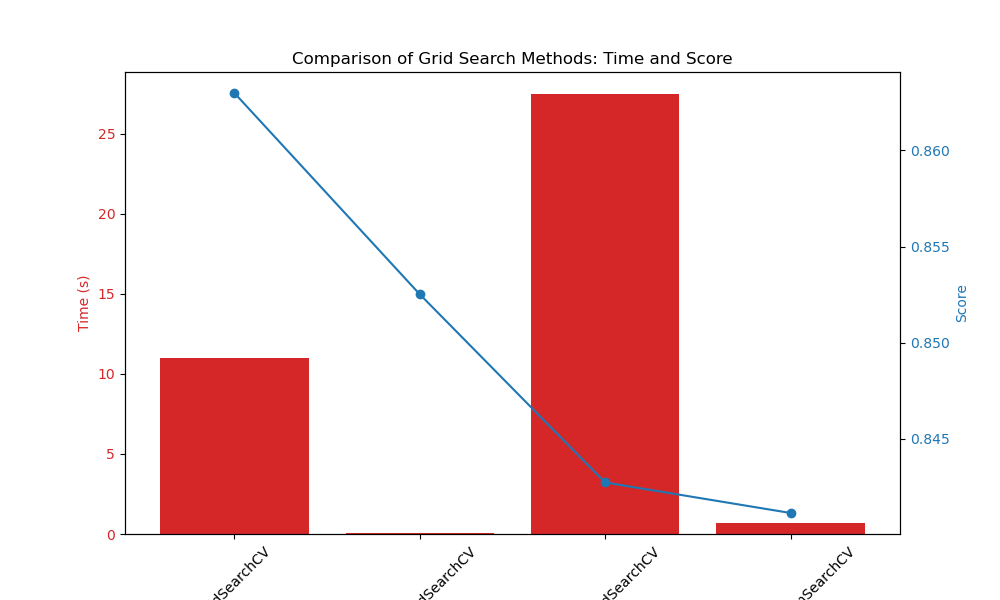 Comparison of Grid Search Methods: Time and Score
Time (s)
25
20
15
10
5
0
0.860
0.855
0.850
0.845
Score
dSearchCV
dSearchCV
dSearchCV
SearchCV